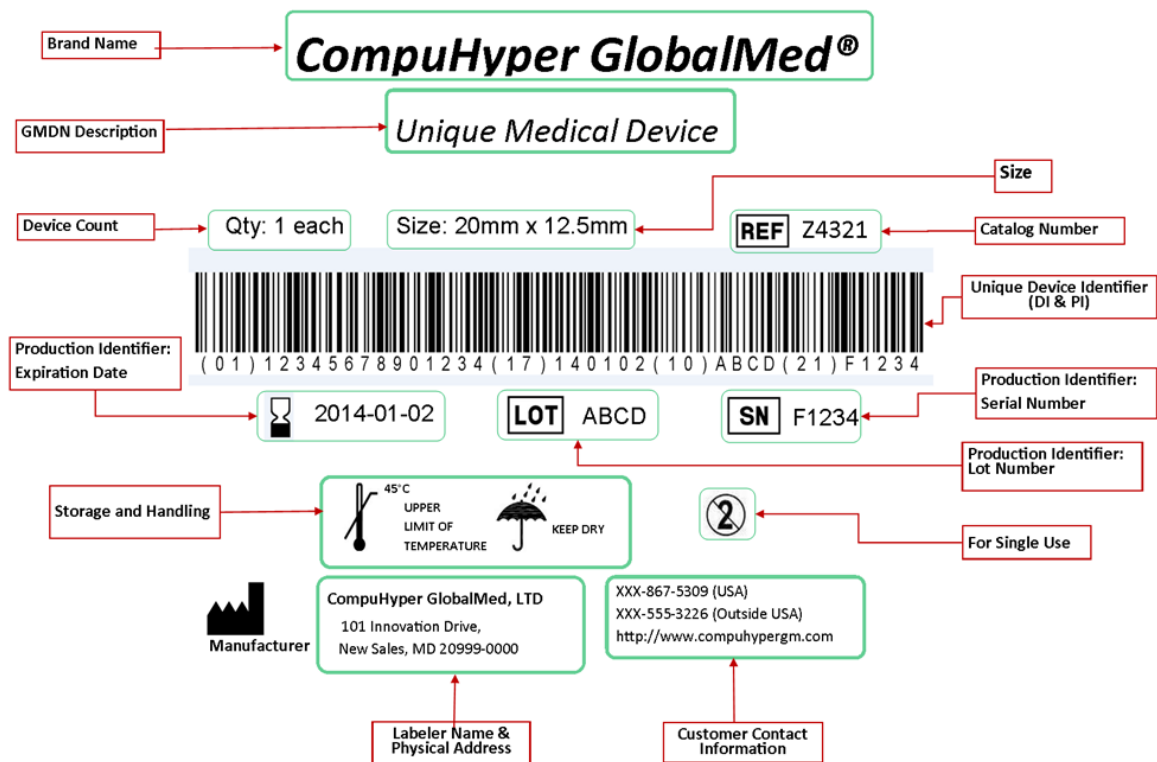 Brand Name
CompuHyper GlobalMed®
GMDN Description
Unique Medical Device
Size
Device Count
Qty: 1 each
Size: 20mm x 12.5mm
REF Z4321
Catalog Number
Unique Device Identifier
(DI & PI)
(01)12345678901234(17)140102(10)ABCD(21)F1234
Production Identifier:
Expiration Date
2014-01-02
LOT ABCD
SN F1234
Production Identifier:
Serial Number
Production Identifier:
Lot Number
Storage and Handling
45°C
UPPER
LIMIT OF
TEMPERATURE
KEEP DRY
2
For Single Use
Manufacturer
CompuHyper GlobalMed, LTD
101 Innovation Drive,
New Sales, MD 20999-0000
XXX-867-5309 (USA)
XXX-555-3226 (Outside USA)
http://www.compuhypergm.com
Labeler Name &
Physical Address
Customer Contact
Information